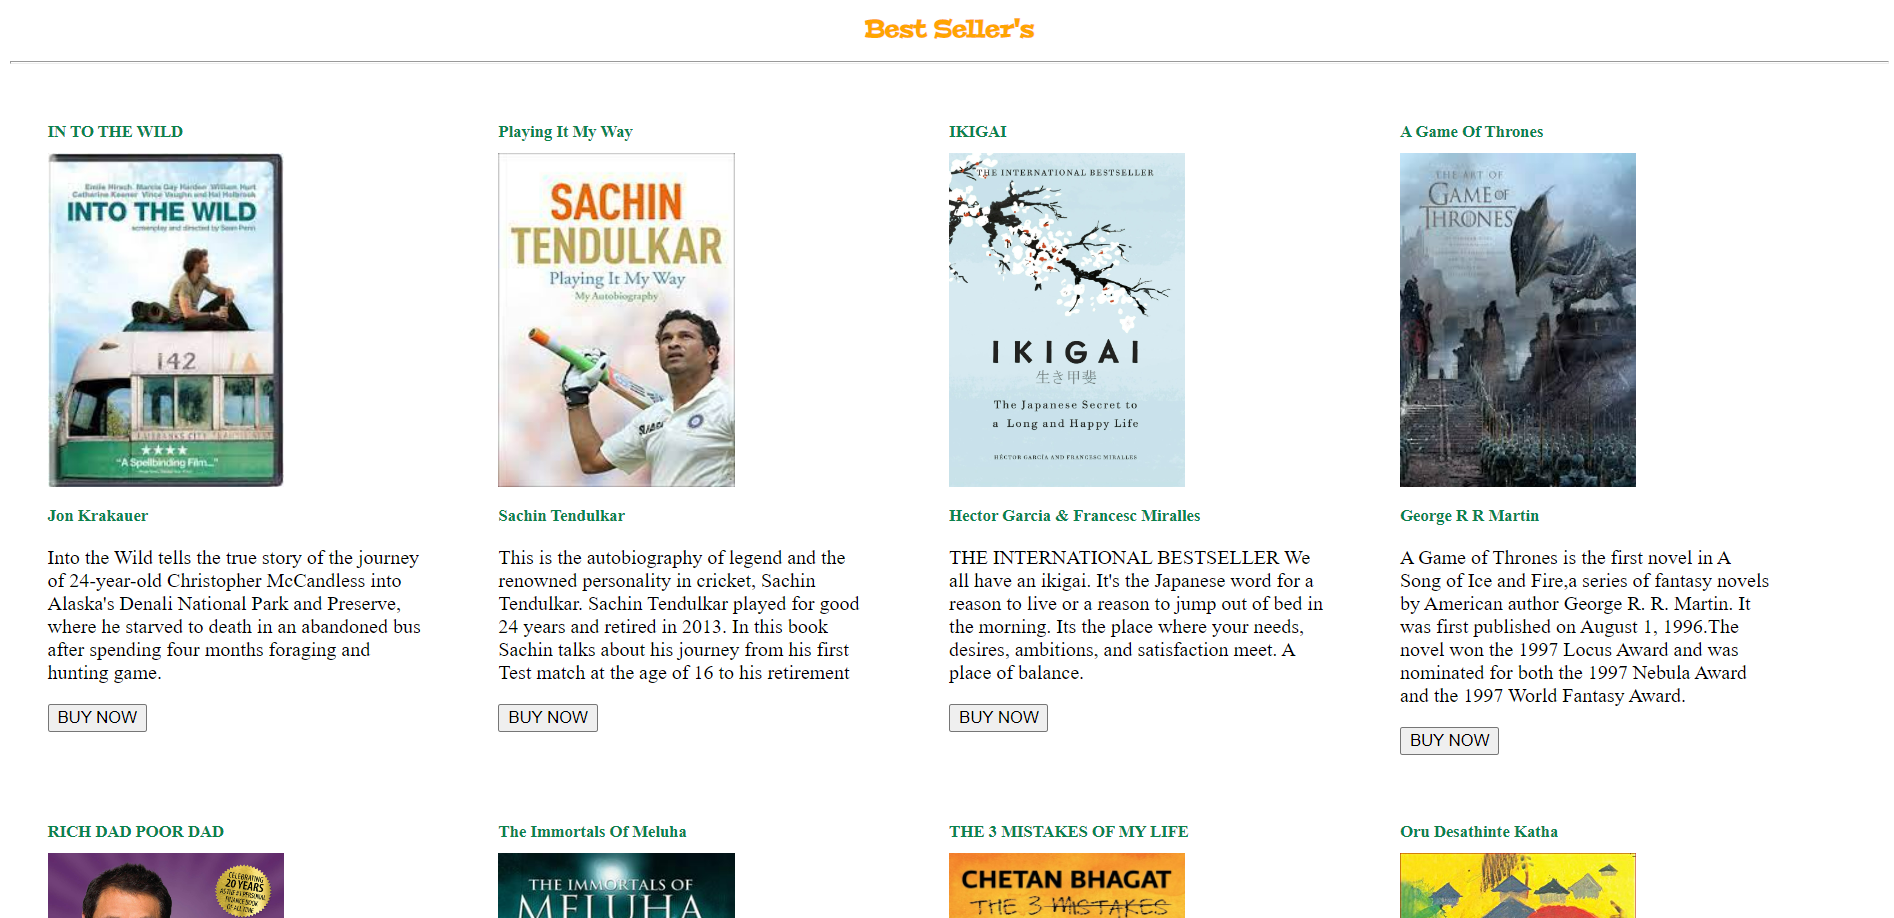 Best Seller's
IN TO THE WILD
Emile Hirsch Marcia Gay Harden William Hurt
Catherine Keener Vince Vaughn and Hal Holbrook
INTO THE WILD
screenplay and directed by Sean Penn
142
FAIRBANKS CITY TRANSIT
★★★★
"A Spellbinding Film..."
Jon Krakauer
Into the Wild tells the true story of the journey
of 24-year-old Christopher McCandless into
Alaska's Denali National Park and Preserve,
where he starved to death in an abandoned bus
after spending four months foraging and
hunting game.
BUY NOW
Playing It My Way
SACHIN
TENDULKAR
Playing It My Way
My Autobiography
Sachin Tendulkar
This is the autobiography of legend and the
renowned personality in cricket, Sachin
Tendulkar. Sachin Tendulkar played for good
24 years and retired in 2013. In this book
Sachin talks about his journey from his first
Test match at the age of 16 to his retirement
BUY NOW
IKIGAI
THE INTERNATIONAL BESTSELLER
IKIGAI
生き甲斐
The Japanese Secret to
a Long and Happy Life
HÉCTOR GARCÍA AND FRANCESC MIRALLES
Hector Garcia & Francesc Miralles
THE INTERNATIONAL BESTSELLER We
all have an ikigai. It's the Japanese word for a
reason to live or a reason to jump out of bed in
the morning. Its the place where your needs,
desires, ambitions, and satisfaction meet. A
place of balance.
BUY NOW
A Game Of Thrones
THE ART OF
GAME OF
THRONES
George R R Martin
A Game of Thrones is the first novel in A
Song of Ice and Fire,a series of fantasy novels
by American author George R. R. Martin. It
was first published on August 1, 1996.The
novel won the 1997 Locus Award and was
nominated for both the 1997 Nebula Award
and the 1997 World Fantasy Award.
BUY NOW
RICH DAD POOR DAD
CELEBRATING
20 YEARS
AS THE #1 PERSONAL
FINANCE BOOK
OF ALL TIME
The Immortals Of Meluha
THE IMMORTALS OF
MELUHA
THE 3 MISTAKES OF MY LIFE
CHETAN BHAGAT
THE 3 MISTAKES
Oru Desathinte Katha